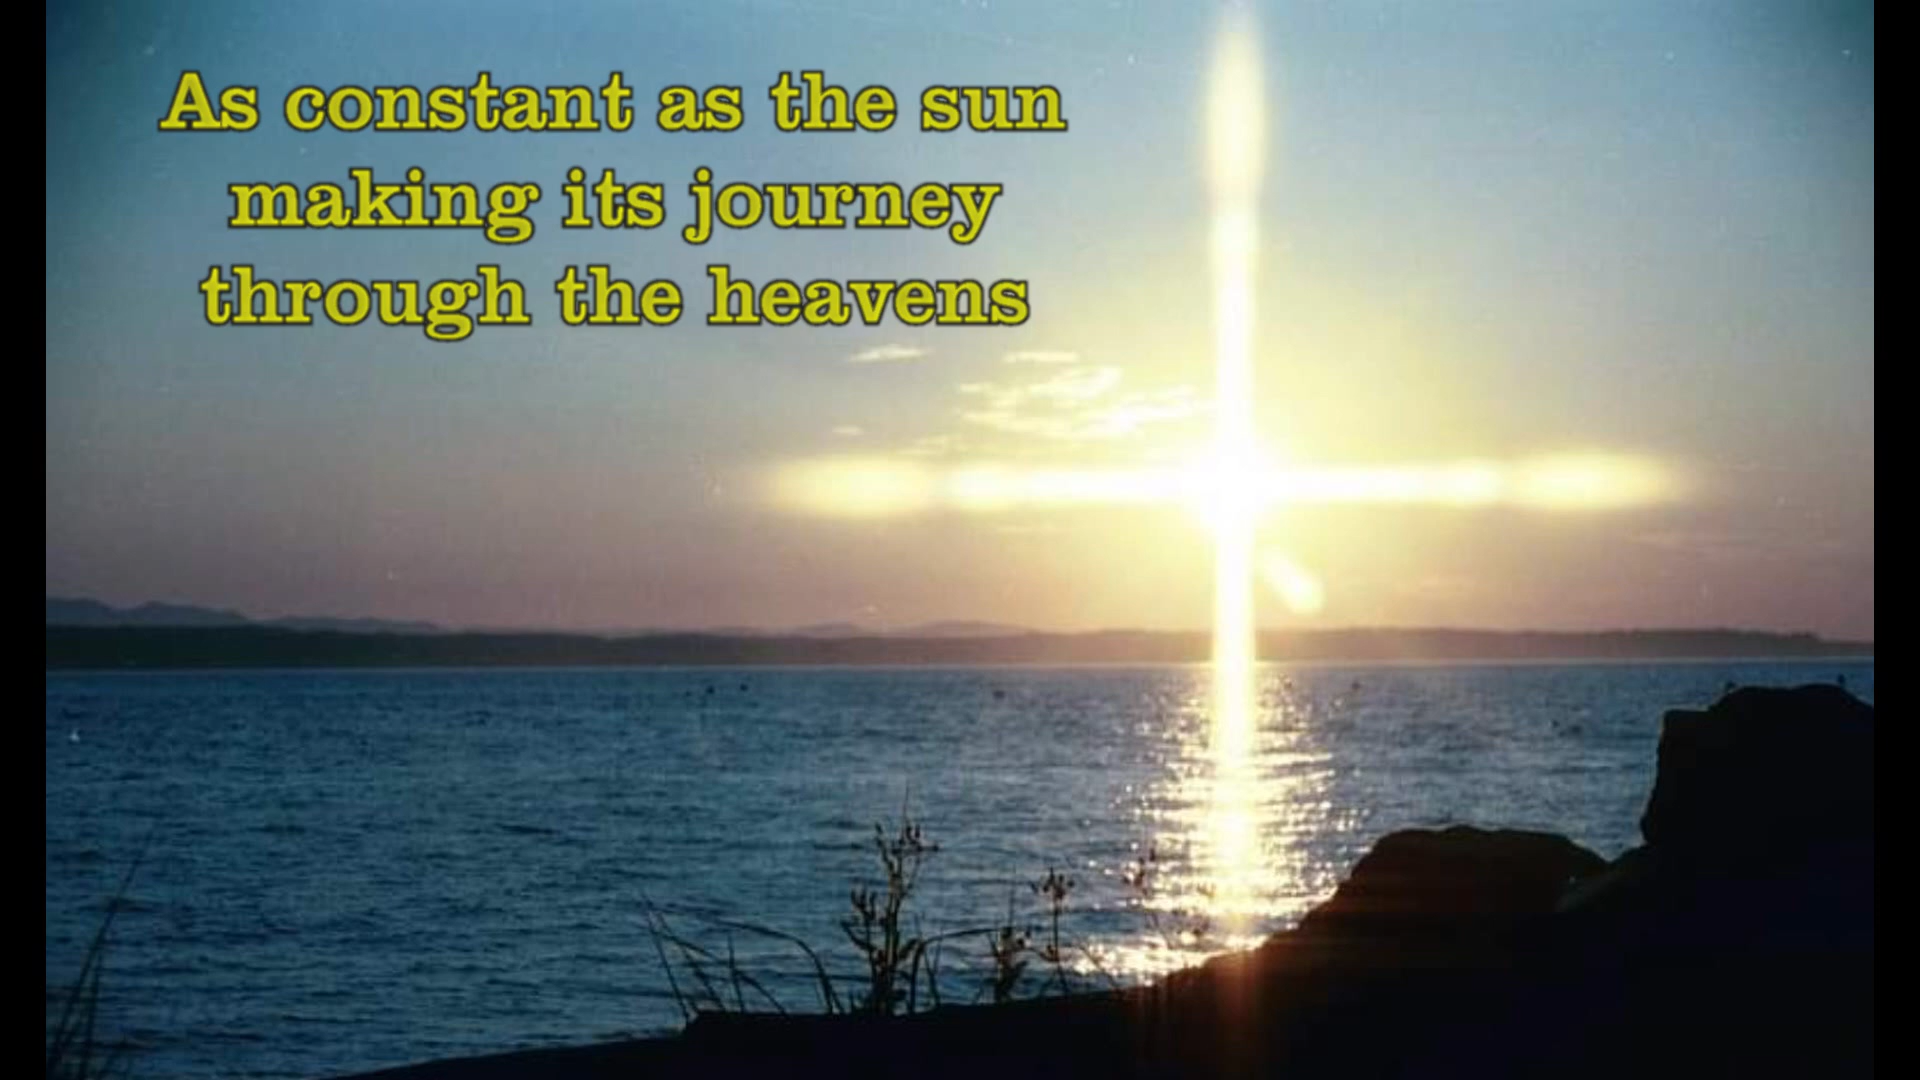 As constant as the sun
making its journey
through the heavens